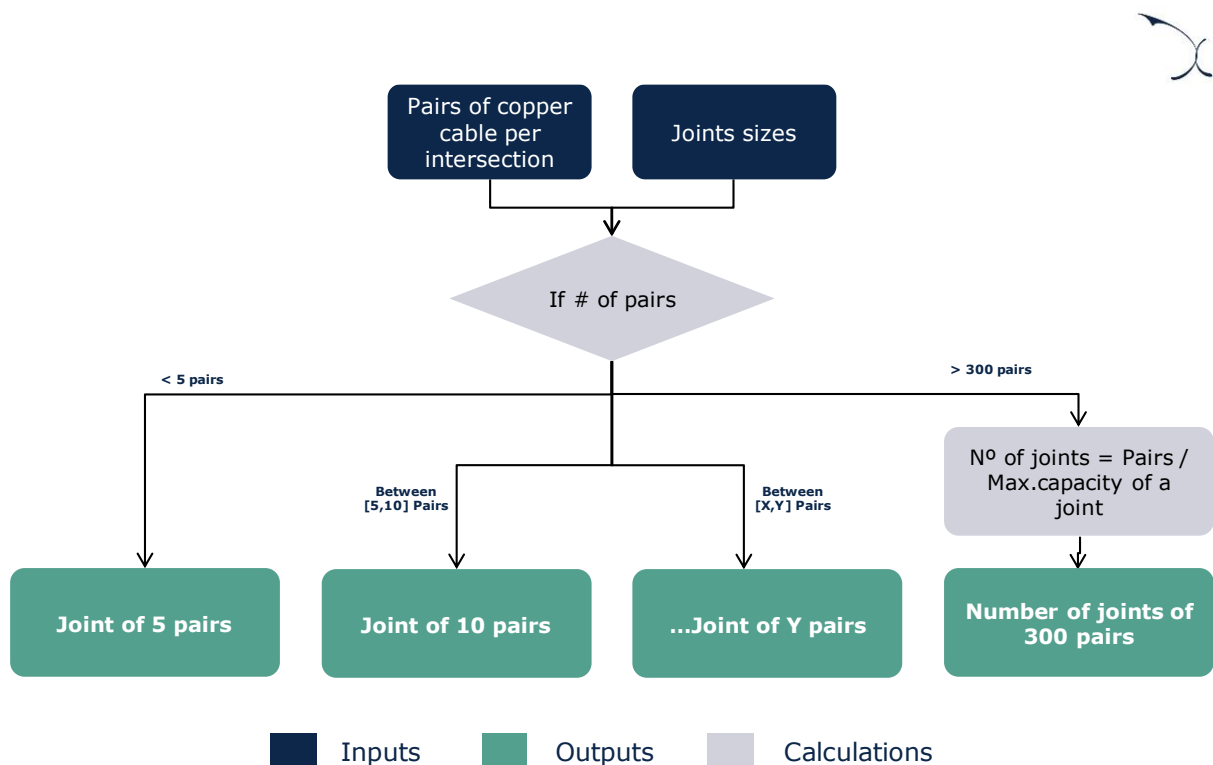 Pairs of copper
cable per
intersection
Joints sizes
If # of pairs
< 5 pairs
> 300 pairs
Nº of joints = Pairs /
Max.capacity of a
joint
Between
[5,10] Pairs
Between
[X,Y] Pairs
Joint of 5 pairs
Joint of 10 pairs
...Joint of Y pairs
Number of joints of
300 pairs
Inputs
Outputs
Calculations